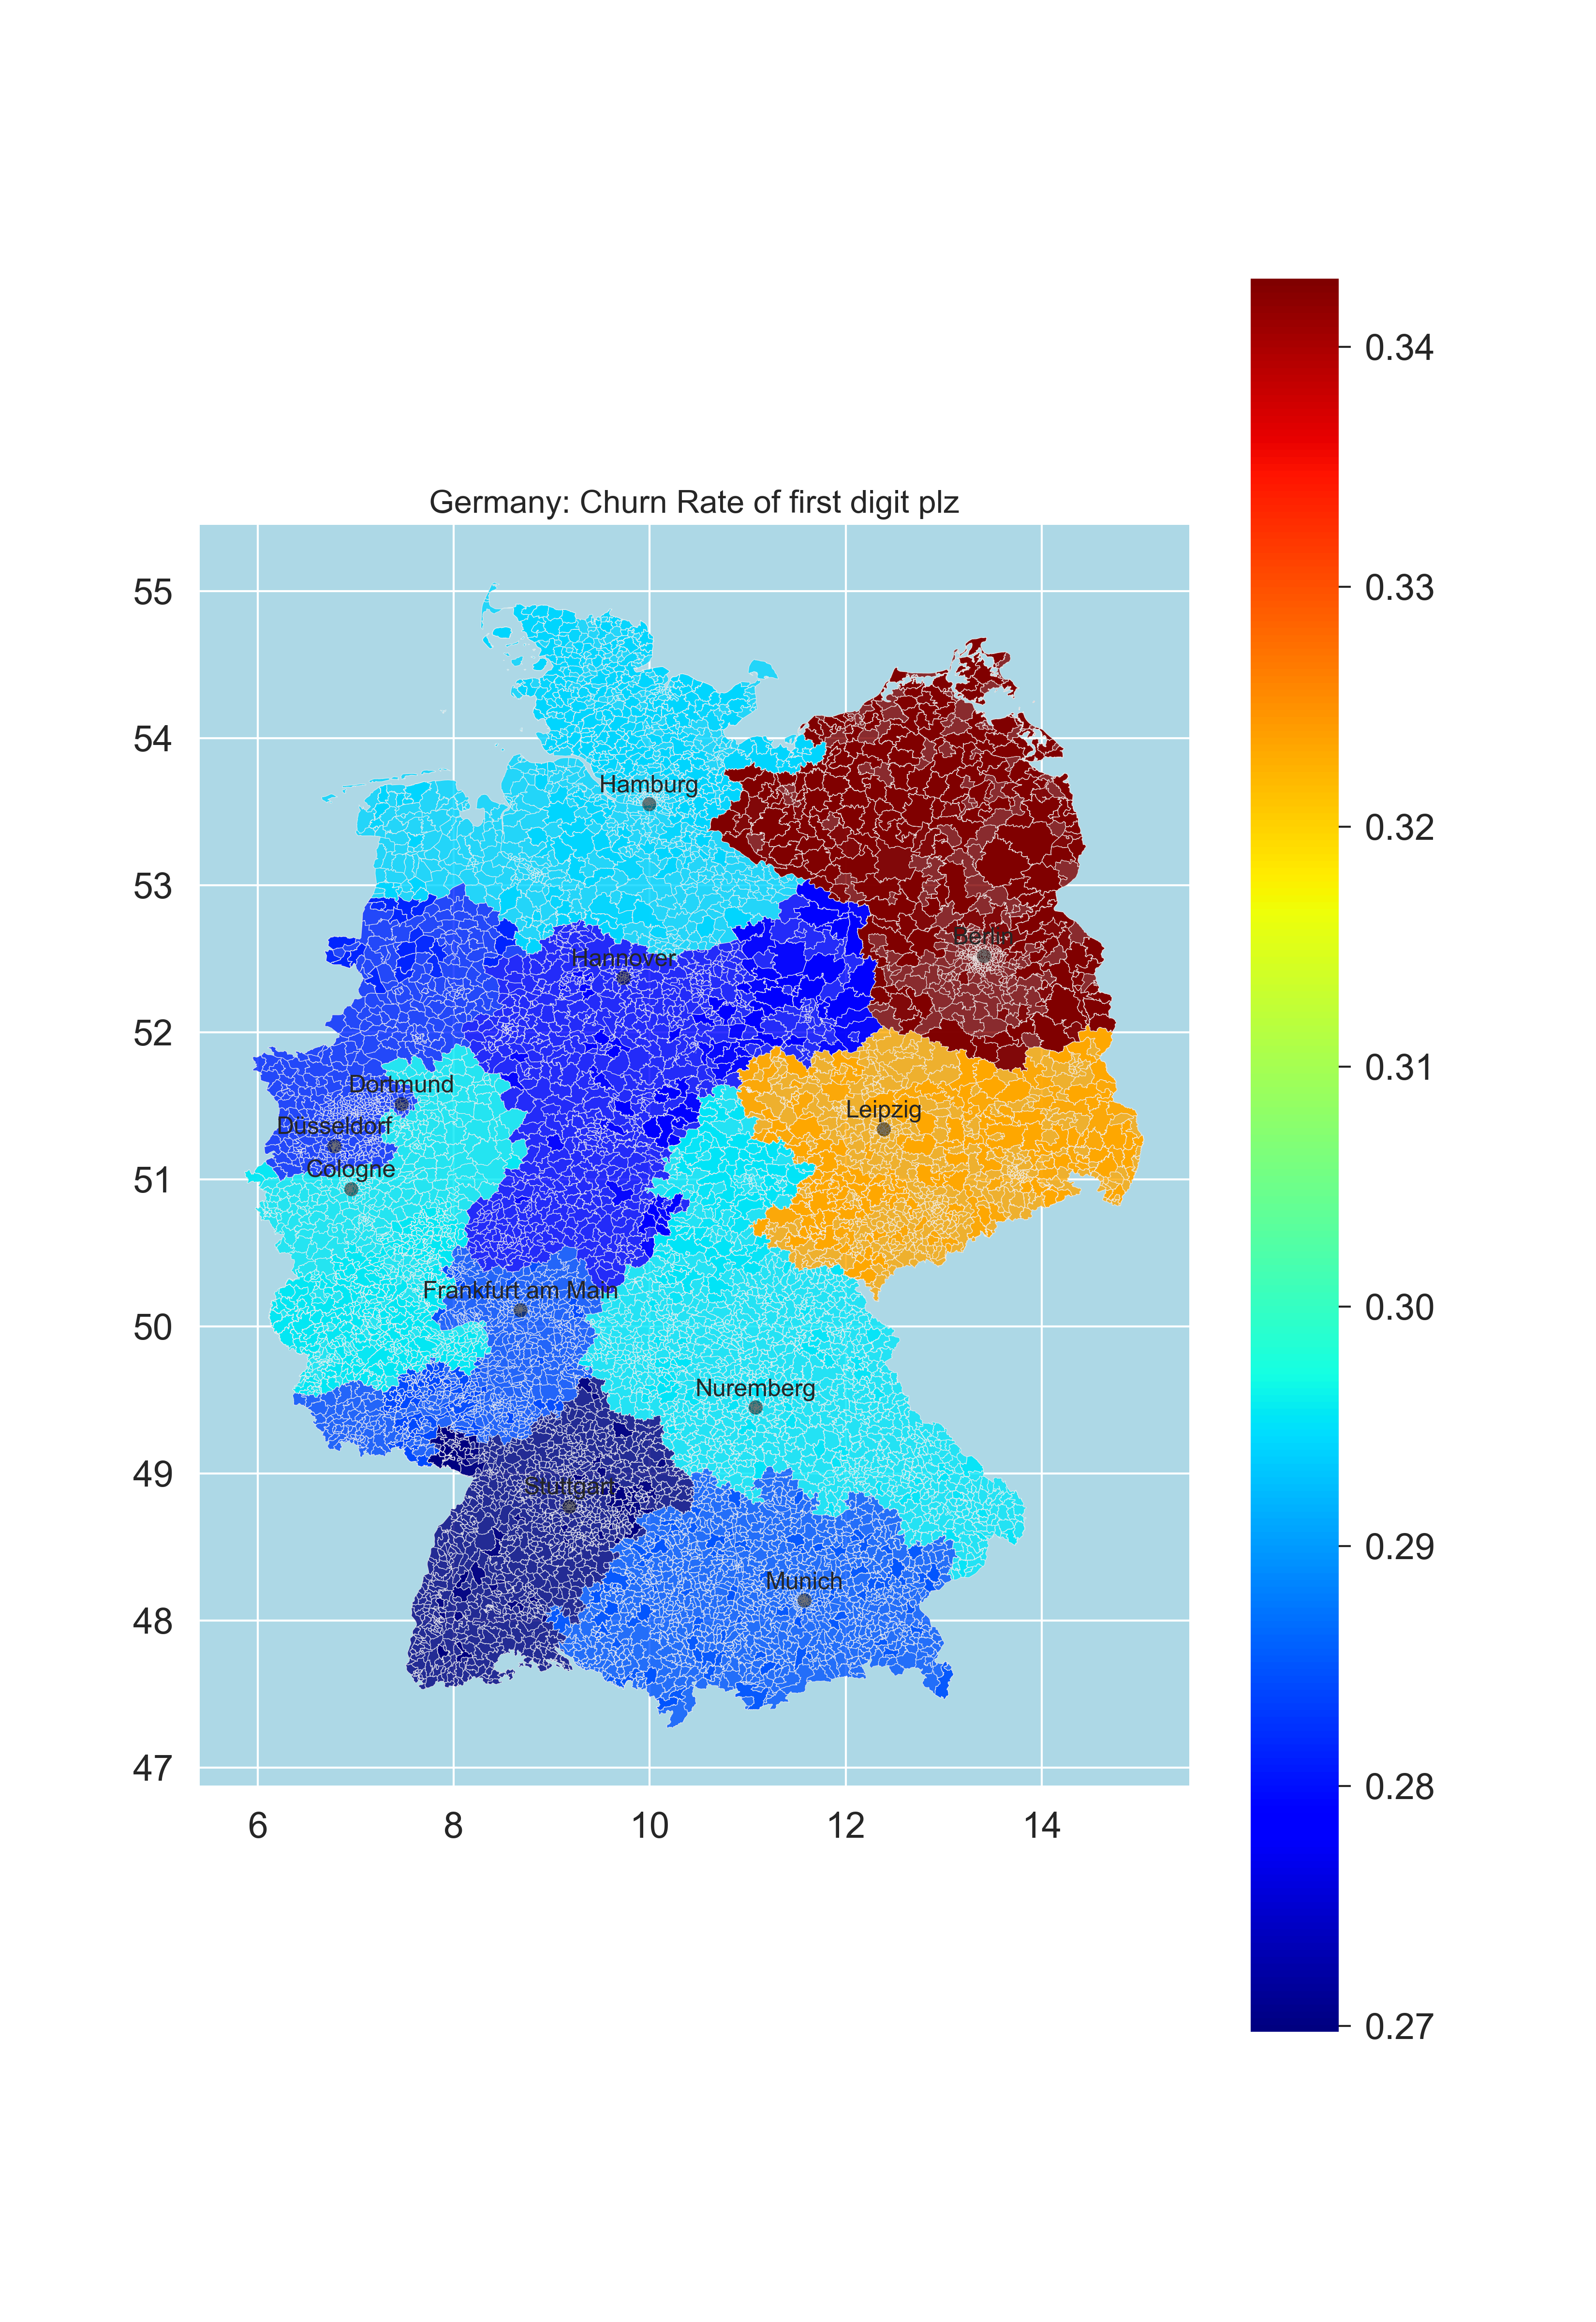 Germany: Churn Rate of first digit plz
55
54
53
52
51
50
49
48
47
6 8 10 12 14
Hamburg
Berlin
Hannover
Dortmund
Leipzig
Düsseldorf
Cologne
Frankfurt am Main
Nuremberg
Stuttgart
Munich
0.34
0.33
0.32
0.31
0.30
0.29
0.28
0.27